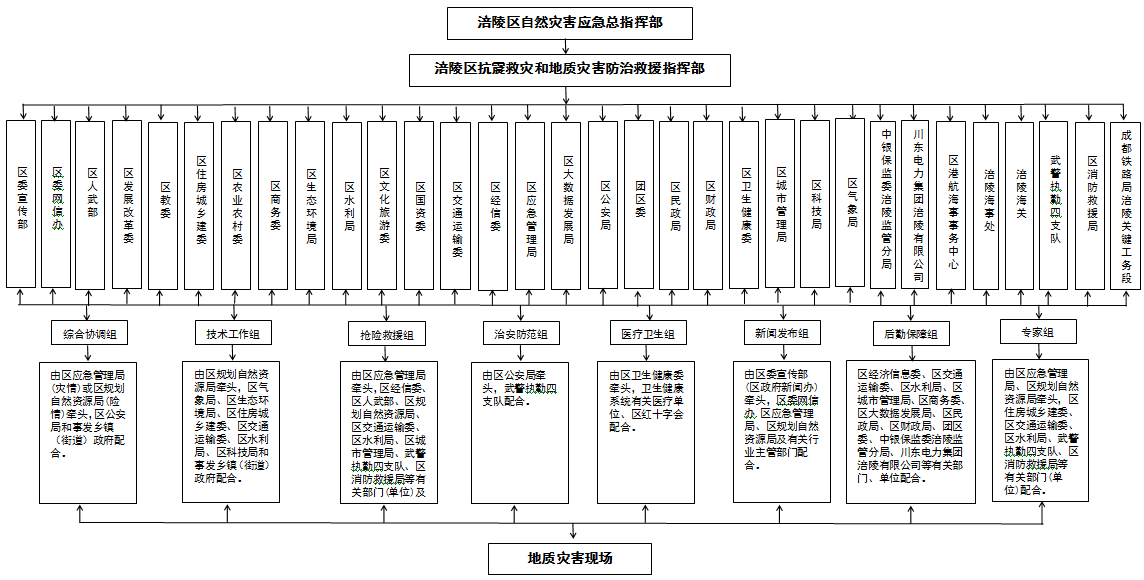 涪陵区自然灾害应急总指挥部
涪陵区抗震救灾和地质灾害防治救援指挥部
区委宣传部
区委网信办
区人武部
区发展改革委
区教委
区住房城乡建委
区农业农村委
区商务委
区生态环境局
区水利局
区文化旅游委
区国资委
区交通运输委
区经信委
区应急管理局
区大数据发展局
区公安局
团区委
区民政局
区财政局
区卫生健康委
区城市管理局
区科技局
区气象局
中银保监委涪陵监管分局
川东电力集团涪陵有限公司
区港航海事事务中心
涪陵海事处
涪陵海关
武警执勤四支队
区消防救援局
成都铁路局涪陵关键工务段
综合协调组
技术工作组
抢险救援组
治安防范组
医疗卫生组
新闻发布组
后勤保障组
专家组
由区应急管理局
(灾情)或区规划
自然资源局(险
情)牵头,区公安
局和事发乡镇
（街道）政府配
合。
由区规划自然资
源局牵头，区气
象局、区生态环
境局、区住房城
乡建委、区交通
运输委、区水利
局、区科技局和
事发乡镇（街道）
政府配合。
由区应急管理局
牵头,区经信委、
区人武部、区规
划自然资源局、
区交通运输委、
区水利局、区城
市管理局、武警
执勤四支队、区
消防救援局等有
关部门(单位)及
由区公安局牵
头，武警执勤四
支队配合。
由区卫生健康委
牵头，卫生健康
系统有关医疗单
位、区红十字会
配合。
由区委宣传部
(区政府新闻办)
牵头，区委网信
办、区应急管理
局、区规划自然
资源局及有关行
业主管部门配
合。
区经济信息委、区交通
运输委、区水利局、区
城市管理局、区商务委、
区大数据发展局、区民
政局、区财政局、团区
委、中银保监委涪陵监
管分局、川东电力集团
涪陵有限公司等有关部
门、单位配合。
由区应急管理
局、区规划自然
资源局牵头，区
住房城乡建委、
区交通运输委、
区水利局、武警
执勤四支队、区
消防救援局等
有关部门(单
位)配合。
地质灾害现场